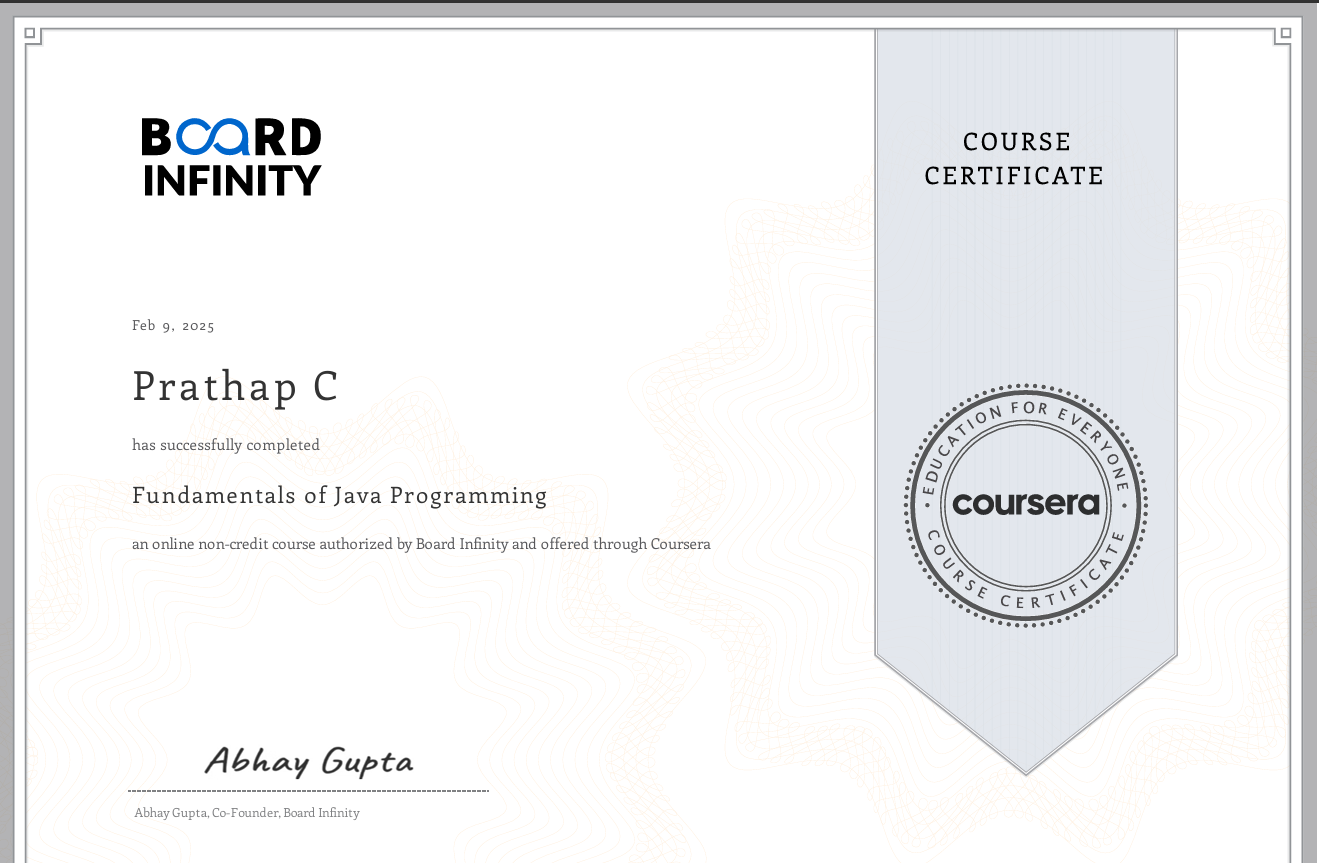 BOARD
INFINITY
COURSE
CERTIFICATE
Feb 9, 2025
Prathap C
has successfully completed
Fundamentals of Java Programming
an online non-credit course authorized by Board Infinity and offered through Coursera
EDUCATION FOR EVERYONE
coursera
COURSE CERTIFICATE
Abhay Gupta
Abhay Gupta, Co-Founder, Board Infinity